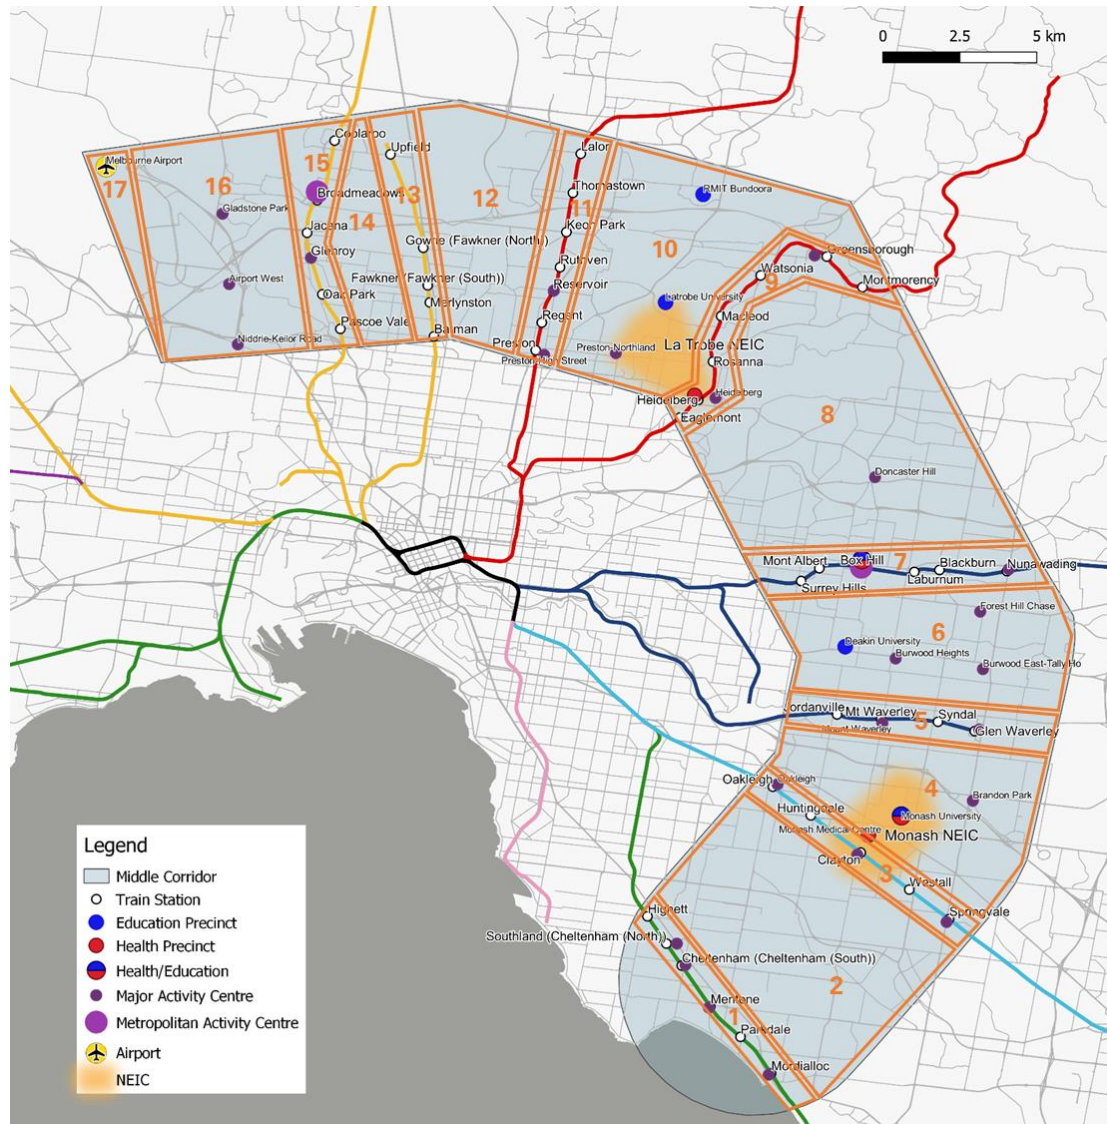 0 2.5 5 km
Coolaroo
Upfield
Lalor
Melbourne Airport
15
17
16
Broadmeadows
13
12
Thomastown
RMIT Bundoora
Gladstone Park
11
14
Jacana
Keon Park
10
Gowrie (Fawkner (North))
Glenroy
Greensborough
Ruthven
Watsonia
9
Airport West
Fawkner (Fawkner (South))
Montmorency
Oak Park
Merlynston
Reservoir
Latrobe University
Macleod
Pascoe Vale
Regent
Batman
Niddrie-Keilor Road
Preston
La Trobe NEIC
Preston-Northland
Preston-High Street
Rosanna
Heidelberg
Heidelberg
Eaglemont
8
Doncaster Hill
Mont Albert
Box Hill
7
Blackburn
Nunawading
Surrey Hills
Laburnum
Forest Hill Chase
6
Deakin University
Burwood Heights
Burwood East-Tally Ho
Jordanville
Mt Waverley
Syndal
5
Mount Waverley
Glen Waverley
Oakleigh
Oakleigh
4
Brandon Park
Huntingdale
Monash University
Monash Medical Centre
Monash NEIC
Clayton
3
Westall
Springvale
Highett
Southland (Cheltenham (North))
Cheltenham (Cheltenham (South))
2
Mentone
1
Parkdale
Mordialloc
Legend
Middle Corridor
Train Station
Education Precinct
Health Precinct
Health/Education
Major Activity Centre
Metropolitan Activity Centre
Airport
NEIC